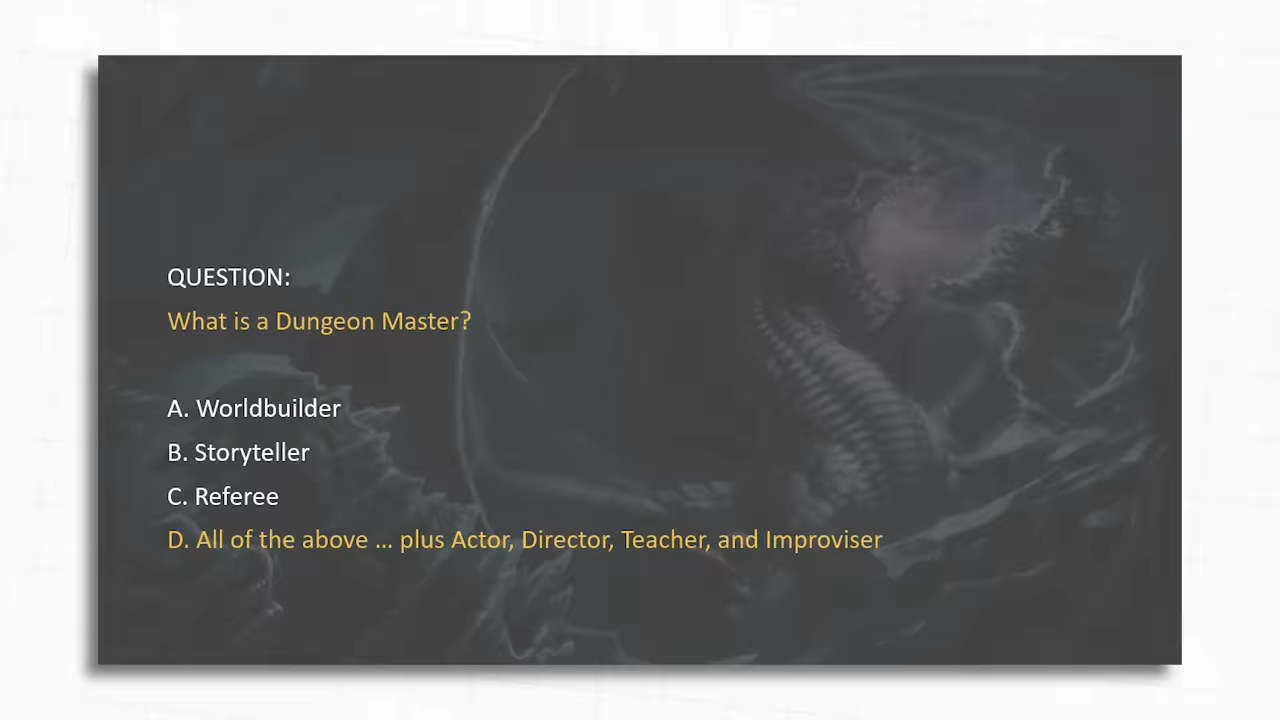 QUESTION:
What is a Dungeon Master?
A. Worldbuilder
B. Storyteller
C. Referee
D. All of the above ... plus Actor, Director, Teacher, and Improviser